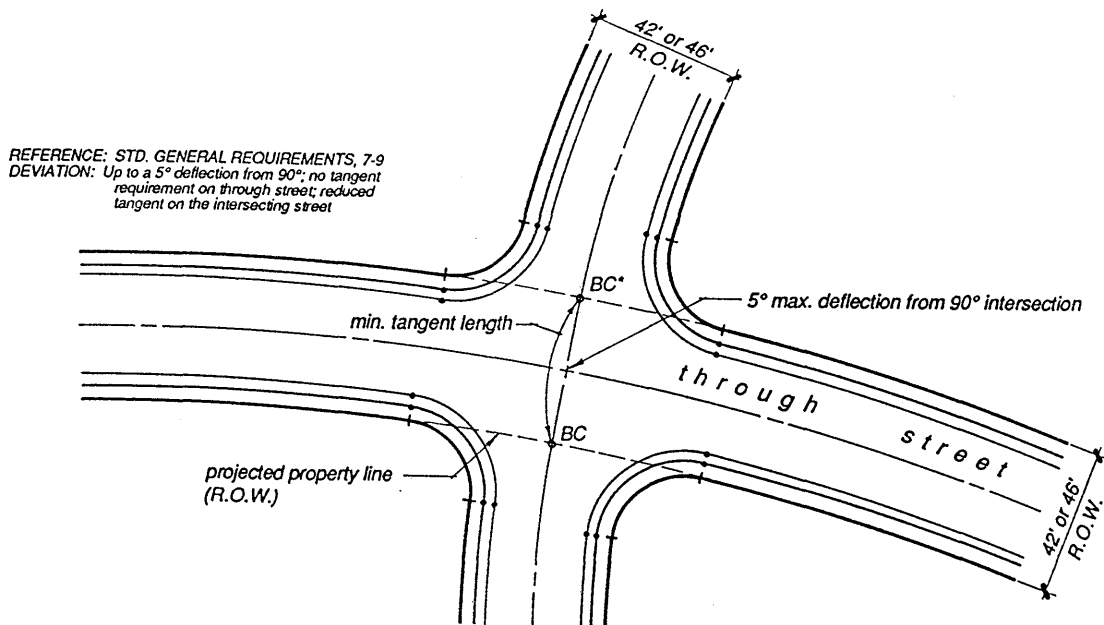 42' or 46'
R.O.W.
REFERENCE: STD. GENERAL REQUIREMENTS, 7-9
DEVIATION: Up to a 5° deflection from 90°; no tangent
requirement on through street; reduced
tangent on the intersecting street
BC*
5° max. deflection from 90° intersection
min. tangent length
through
street
BC
projected property line
(R.O.W.)
42' or 46'
R.O.W.